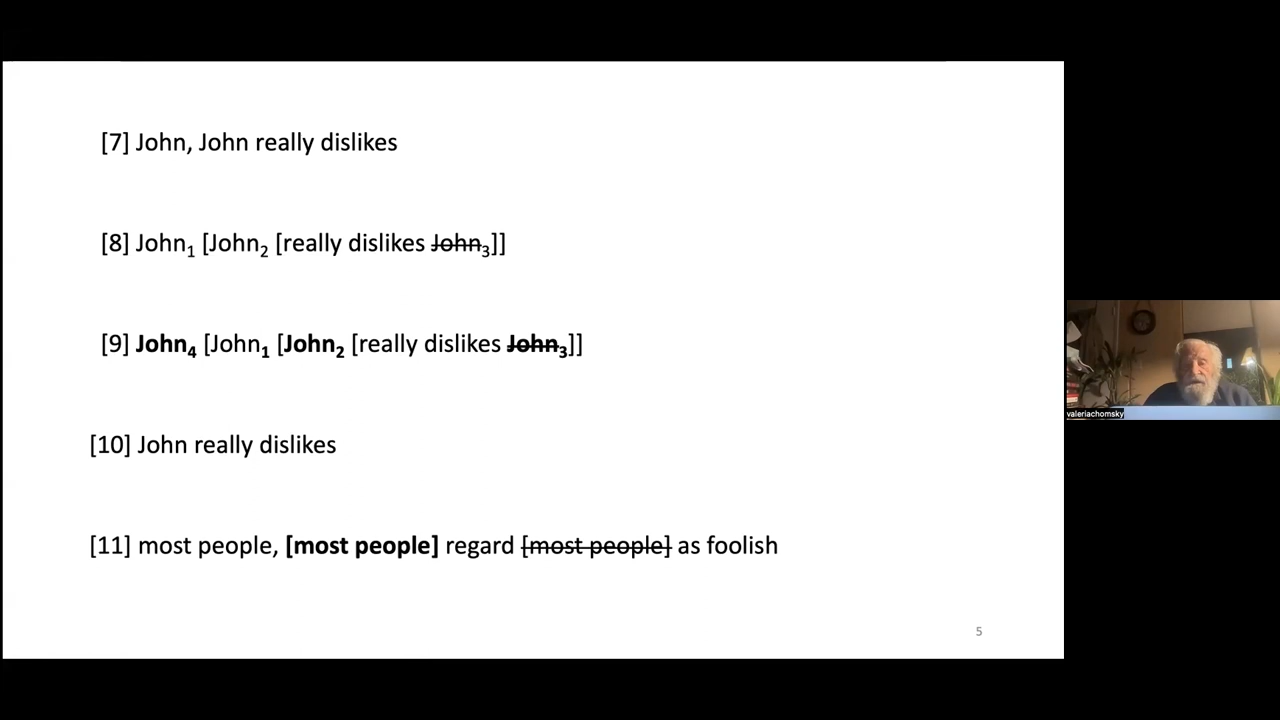 [7] John, John really dislikes
[8] John₁ [John₂ [really dislikes John₃]]
[9] John₄ [John₁ [John₂ [really dislikes John₃]]
[10] John really dislikes
[11] most people, [most people] regard [most people] as foolish
5
valeriachomsky